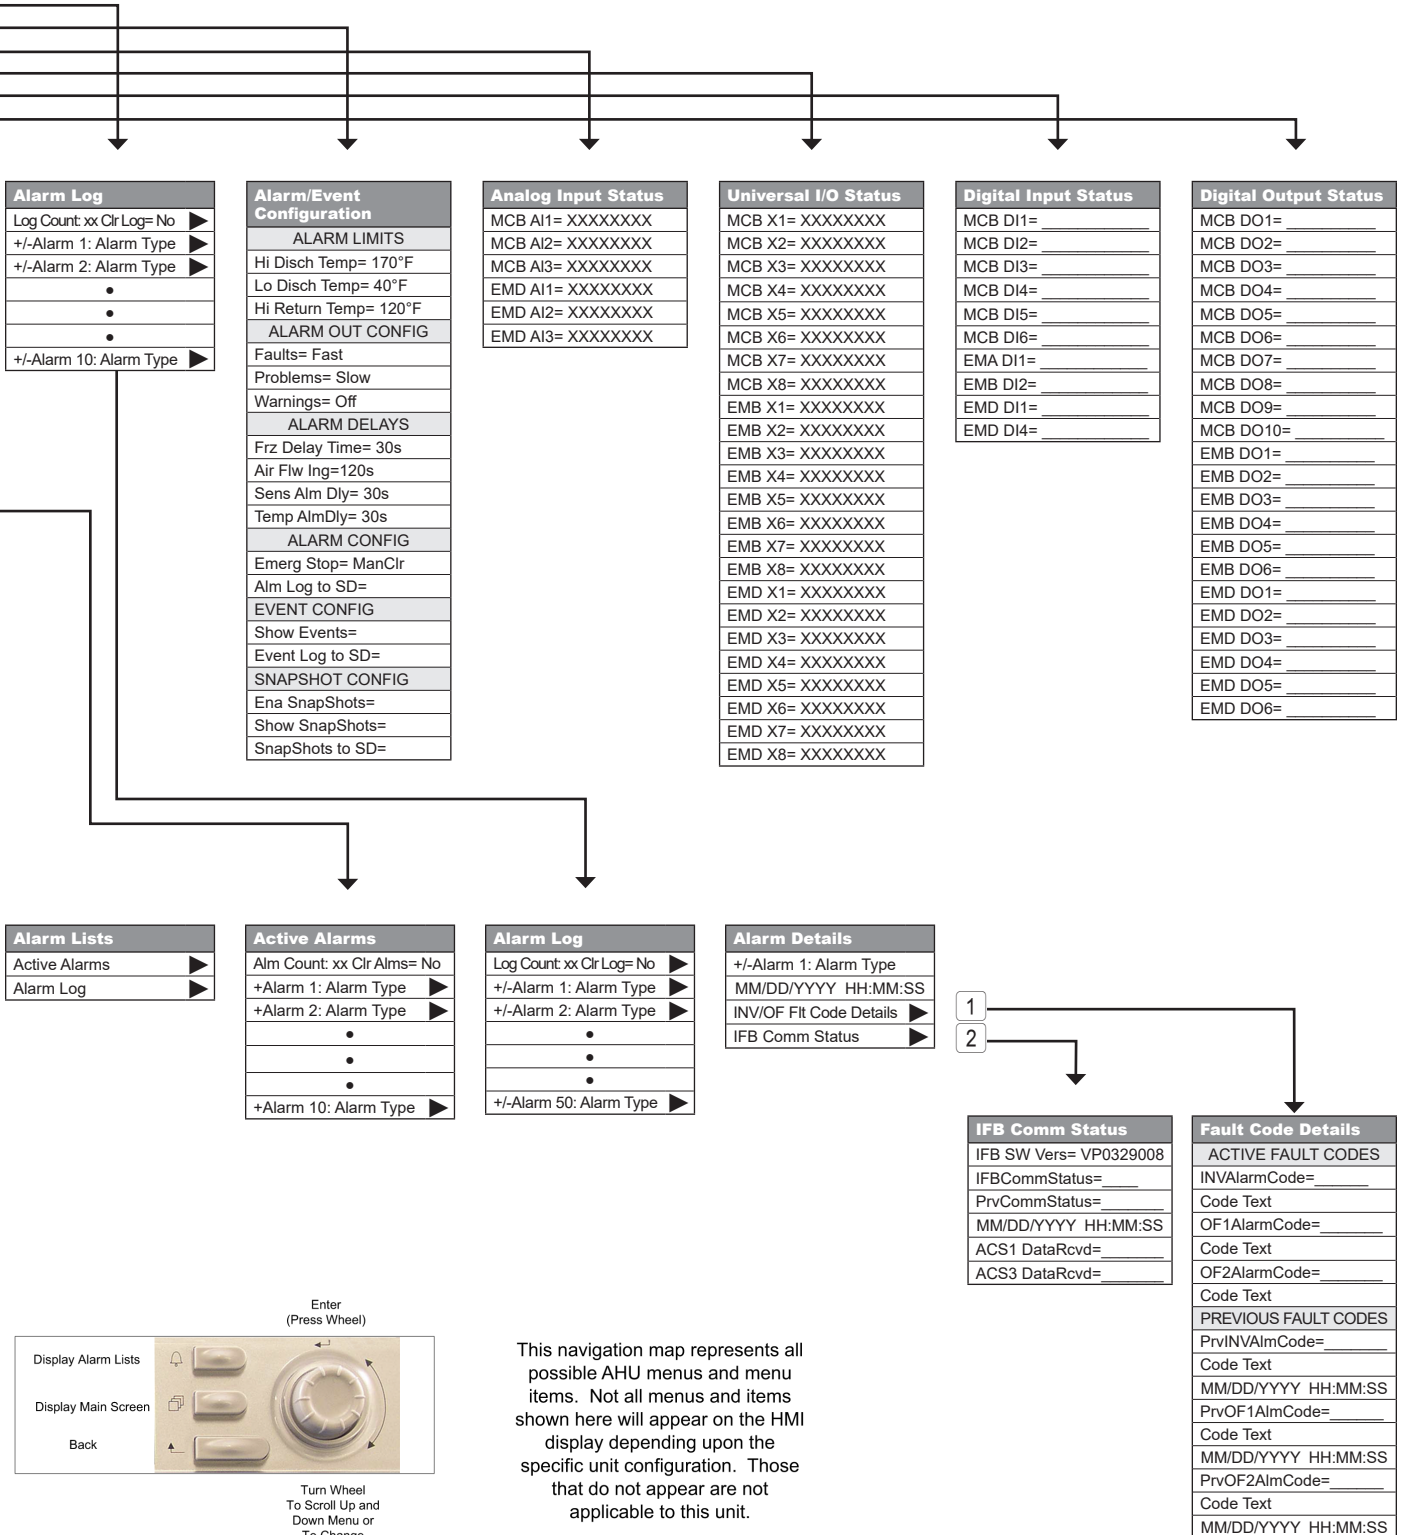 Alarm Log
Log Count: xx Clr Log= No
+/-Alarm 1: Alarm Type
+/-Alarm 2: Alarm Type
•
•
•
+/-Alarm 10: Alarm Type
Alarm/Event
Configuration
ALARM LIMITS
Hi Disch Temp= 170°F
Lo Disch Temp= 40°F
Hi Return Temp= 120°F
ALARM OUT CONFIG
Faults= Fast
Problems= Slow
Warnings= Off
ALARM DELAYS
Frz Delay Time= 30s
Air Flw Ing=120s
Sens Alm Dly= 30s
Temp AlmDly= 30s
ALARM CONFIG
Emerg Stop= ManClr
Alm Log to SD=
EVENT CONFIG
Show Events=
Event Log to SD=
SNAPSHOT CONFIG
Ena SnapShots=
Show SnapShots=
SnapShots to SD=
Analog Input Status
MCB AI1= XXXXXXXX
MCB AI2= XXXXXXXX
MCB AI3= XXXXXXXX
EMD AI1= XXXXXXXX
EMD AI2= XXXXXXXX
EMD AI3= XXXXXXXX
Universal I/O Status
MCB X1= XXXXXXXX
MCB X2= XXXXXXXX
MCB X3= XXXXXXXX
MCB X4= XXXXXXXX
MCB X5= XXXXXXXX
MCB X6= XXXXXXXX
MCB X7= XXXXXXXX
MCB X8= XXXXXXXX
EMB X1= XXXXXXXX
EMB X2= XXXXXXXX
EMB X3= XXXXXXXX
EMB X4= XXXXXXXX
EMB X5= XXXXXXXX
EMB X6= XXXXXXXX
EMB X7= XXXXXXXX
EMB X8= XXXXXXXX
EMD X1= XXXXXXXX
EMD X2= XXXXXXXX
EMD X3= XXXXXXXX
EMD X4= XXXXXXXX
EMD X5= XXXXXXXX
EMD X6= XXXXXXXX
EMD X7= XXXXXXXX
EMD X8= XXXXXXXX
Digital Input Status
MCB DI1= ____________
MCB DI2= ____________
MCB DI3= ____________
MCB DI4= ____________
MCB DI5= ____________
MCB DI6= ____________
EMA DI1= ____________
EMB DI2= ____________
EMD DI1= ____________
EMD DI4= ____________
Digital Output Status
MCB DO1= __________
MCB DO2= __________
MCB DO3= __________
MCB DO4= __________
MCB DO5= __________
MCB DO6= __________
MCB DO7= __________
MCB DO8= __________
MCB DO9= __________
MCB DO10= __________
EMB DO1= __________
EMB DO2= __________
EMB DO3= __________
EMB DO4= __________
EMB DO5= __________
EMB DO6= __________
EMD DO1= __________
EMD DO2= __________
EMD DO3= __________
EMD DO4= __________
EMD DO5= __________
EMD DO6= __________
Alarm Lists
Active Alarms
Alarm Log
Active Alarms
Alm Count: xx Clr Alms= No
+Alarm 1: Alarm Type
+Alarm 2: Alarm Type
•
•
•
+Alarm 10: Alarm Type
Alarm Log
Log Count: xx Clr Log= No
+/-Alarm 1: Alarm Type
+/-Alarm 2: Alarm Type
•
•
•
+/-Alarm 50: Alarm Type
Alarm Details
+/-Alarm 1: Alarm Type
MM/DD/YYYY HH:MM:SS
INV/OF Flt Code Details
IFB Comm Status
1
2
IFB Comm Status
IFB SW Vers= VP0329008
IFBCommStatus=____
PrvCommStatus=_______
MM/DD/YYYY HH:MM:SS
ACS1 DataRcvd=_______
ACS3 DataRcvd=_______
Fault Code Details
ACTIVE FAULT CODES
INVAlarmCode=______
Code Text
OF1AlarmCode=_______
Code Text
OF2AlarmCode=_______
Code Text
PREVIOUS FAULT CODES
PrvINVAlmCode=_______
Code Text
MM/DD/YYYY HH:MM:SS
PrvOF1AlmCode=______
Code Text
MM/DD/YYYY HH:MM:SS
PrvOF2AlmCode=______
Code Text
MM/DD/YYYY HH:MM:SS
Enter
(Press Wheel)
Display Alarm Lists
Display Main Screen
Back
Turn Wheel
To Scroll Up and
Down Menu or
To Change
This navigation map represents all
possible AHU menus and menu
items. Not all menus and items
shown here will appear on the HMI
display depending upon the
specific unit configuration. Those
that do not appear are not
applicable to this unit.